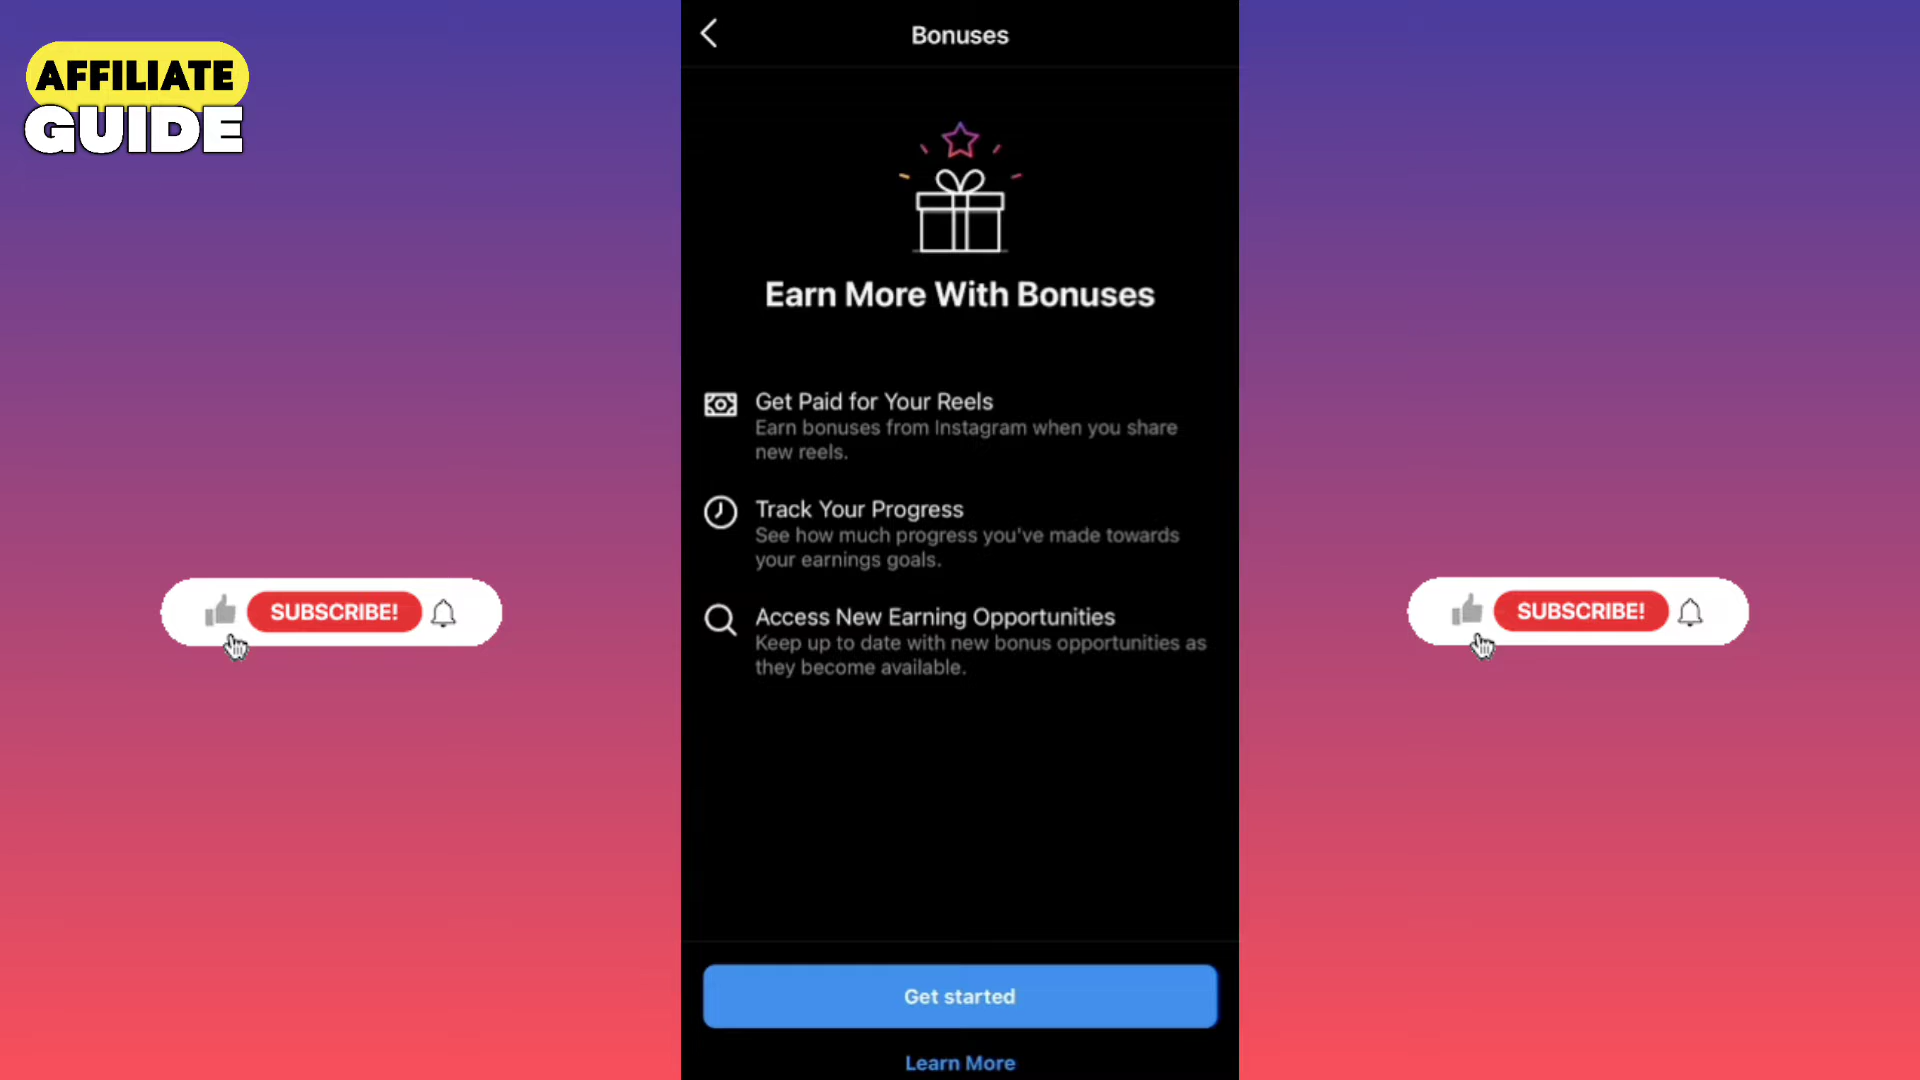 AFFILIATE
GUIDE
Bonuses
Earn More With Bonuses
Get Paid for Your Reels
Earn bonuses from Instagram when you share
new reels.
Track Your Progress
See how much progress you've made towards
your earnings goals.
Access New Earning Opportunities
Keep up to date with new bonus opportunities as
they become available.
SUBSCRIBE!
SUBSCRIBE!
Get started
Learn More